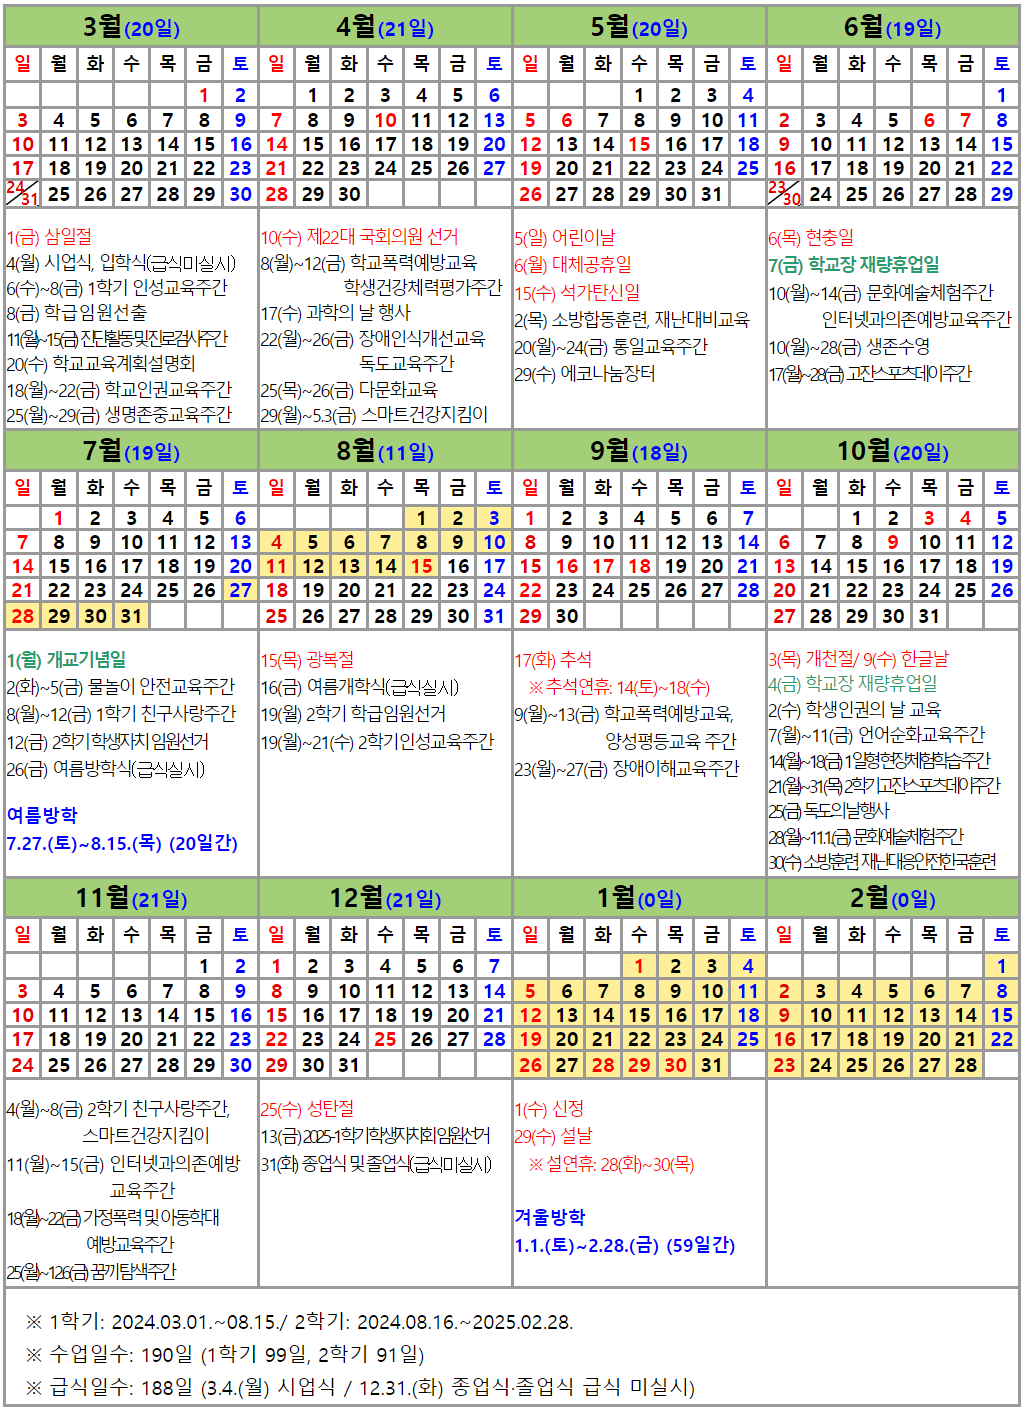 3월(20일) 4월(21일) 5월(20일) 6월(19일)
일 월 화 수 목 금 토 일 월 화 수 목 금 토 일 월 화 수 목 금 토 일 월 화 수 목 금 토
1 2 1 2 3 4 5 6 1 2 3 4 1
3 4 5 6 7 8 9 7 8 9 10 11 12 13 5 6 7 8 9 10 11 2 3 4 5 6 7 8
10 11 12 13 14 15 16 14 15 16 17 18 19 20 12 13 14 15 16 17 18 9 10 11 12 13 14 15
17 18 19 20 21 22 23 21 22 23 24 25 26 27 19 20 21 22 23 24 25 16 17 18 19 20 21 22
24/31 25 26 27 28 29 30 28 29 30 26 27 28 29 30 31 23/30 24 25 26 27 28 29
1(금) 삼일절
4(월) 시업식, 입학식(급식미실시)
6(수)~8(금) 1학기 인성교육주간
8(금) 학급임원선출
11(월)~15(금) 진단활동및진로검사주간
20(수) 학교교육계획설명회
18(월)~22(금) 학교인권교육주간
25(월)~29(금) 생명존중교육주간
10(수) 제22대 국회의원 선거
8(월)~12(금) 학교폭력예방교육
학생건강체력평가주간
17(수) 과학의 날 행사
22(월)~26(금) 장애인식개선교육
독도교육주간
25(목)~26(금) 다문화교육
29(월)~5.3(금) 스마트건강지킴이
5(일) 어린이날
6(월) 대체공휴일
15(수) 석가탄신일
2(목) 소방합동훈련, 재난대비교육
20(월)~24(금) 통일교육주간
29(수) 에코나눔장터
6(목) 현충일
7(금) 학교장 재량휴업일
10(월)~14(금) 문화예술체험주간
인터넷과의존예방교육주간
10(월)~28(금) 생존수영
17(월)~28(금) 고잔스포츠데이주간
7월(19일) 8월(11일) 9월(18일) 10월(20일)
일 월 화 수 목 금 토 일 월 화 수 목 금 토 일 월 화 수 목 금 토 일 월 화 수 목 금 토
1 2 3 4 5 6 1 2 3 1 2 3 4 5 6 7 1 2 3 4 5
7 8 9 10 11 12 13 4 5 6 7 8 9 10 8 9 10 11 12 13 14 6 7 8 9 10 11 12
14 15 16 17 18 19 20 11 12 13 14 15 16 17 15 16 17 18 19 20 21 13 14 15 16 17 18 19
21 22 23 24 25 26 27 18 19 20 21 22 23 24 22 23 24 25 26 27 28 20 21 22 23 24 25 26
28 29 30 31 25 26 27 28 29 30 31 29 30 27 28 29 30 31
1(월) 개교기념일
2(화)~5(금) 물놀이 안전교육주간
8(월)~12(금) 1학기 친구사랑주간
12(금) 2학기 학생자치 임원선거
26(금) 여름방학식(급식실시)
여름방학
7.27.(토)~8.15.(목) (20일간)
15(목) 광복절
16(금) 여름개학식(급식실시)
19(월) 2학기 학급임원선거
19(월)~21(수) 2학기인성교육주간
17(화) 추석
※ 추석연휴: 14(토)~18(수)
9(월)~13(금) 학교폭력예방교육,
양성평등교육 주간
23(월)~27(금) 장애이해교육주간
3(목) 개천절/ 9(수) 한글날
4(금) 학교장 재량휴업일
2(수) 학생인권의 날 교육
7(월)~11(금) 언어순화교육주간
14(월)~18(금) 1일형현장체험학습주간
21(월)~31(목) 2학기고잔스포츠데이주간
25(금) 독도의날행사
28(월)~11.1.(금) 문화예술체험주간
30(수) 소방훈련, 재난대응안전한국훈련
11월(21일) 12월(21일) 1월(0일) 2월(0일)
일 월 화 수 목 금 토 일 월 화 수 목 금 토 일 월 화 수 목 금 토 일 월 화 수 목 금 토
1 2 1 2 3 4 5 6 7 1 2 3 4 1
3 4 5 6 7 8 9 8 9 10 11 12 13 14 5 6 7 8 9 10 11 2 3 4 5 6 7 8
10 11 12 13 14 15 16 15 16 17 18 19 20 21 12 13 14 15 16 17 18 9 10 11 12 13 14 15
17 18 19 20 21 22 23 22 23 24 25 26 27 28 19 20 21 22 23 24 25 16 17 18 19 20 21 22
24 25 26 27 28 29 30 29 30 31 26 27 28 29 30 31 23 24 25 26 27 28
4(월)~8(금) 2학기 친구사랑주간,
스마트건강지킴이
11(월)~15(금) 인터넷과의존예방
교육주간
18(월)~22(금) 가정폭력 및 아동학대
예방교육주간
25(월)~12.6(금) 꿈끼탐색주간
25(수) 성탄절
13(금) 2025-1학기학생자치회 임원선거
31(화) 종업식 및 졸업식(급식미실시)
1(수) 신정
29(수) 설날
※ 설연휴: 28(화)~30(목)
겨울방학
1.1.(토)~2.28.(금) (59일간)
※ 1학기: 2024.03.01.~08.15./ 2학기: 2024.08.16.~2025.02.28.
※ 수업일수: 190일 (1학기 99일, 2학기 91일)
※ 급식일수: 188일 (3.4.(월) 시업식 / 12.31.(화) 종업식·졸업식 급식 미실시)